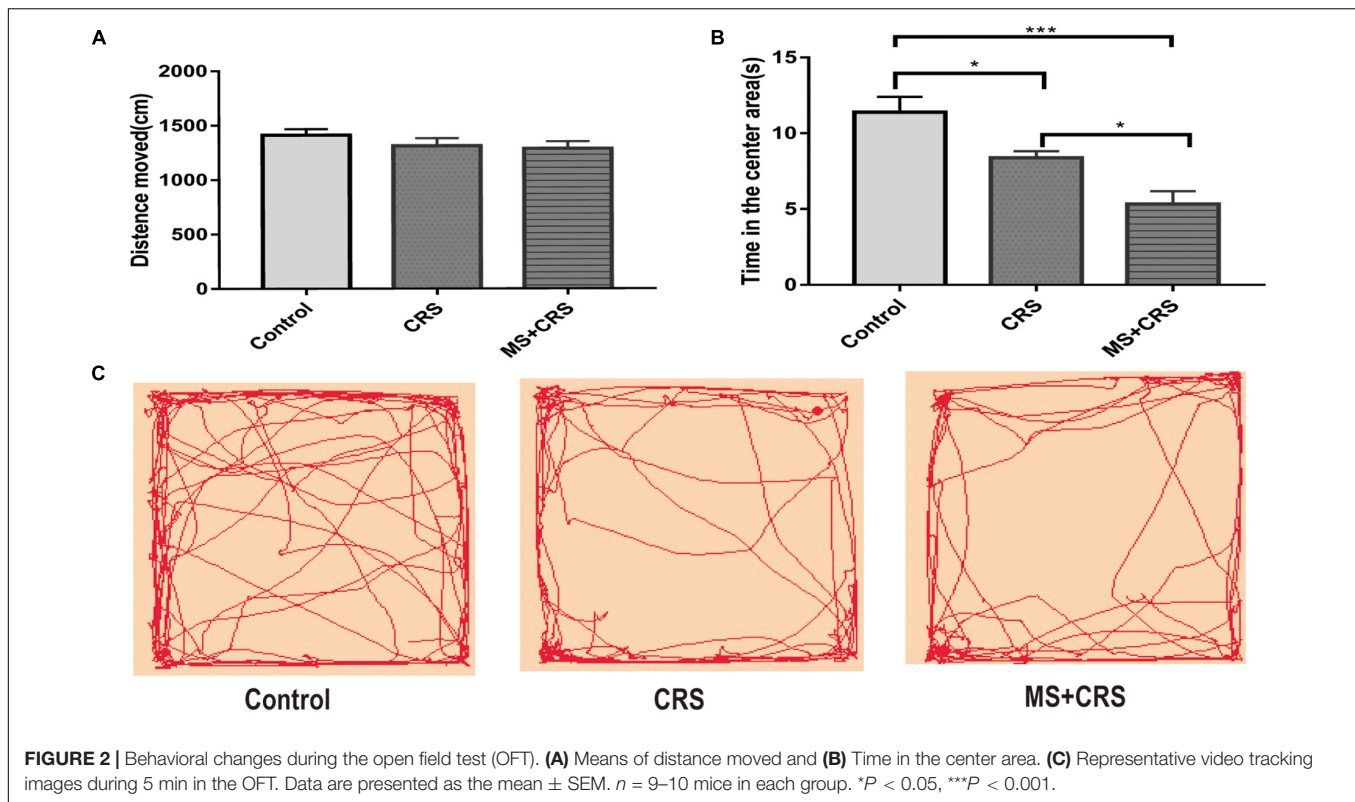 A
Distence moved(cm)
2000
1500
1000
500
0
Control
CRS
MS+CRS
B
Time in the center area(s)
15
10
5
0
***
*
*
Control
CRS
MS+CRS
C
Control
CRS
MS+CRS
FIGURE 2 | Behavioral changes during the open field test (OFT). (A) Means of distance moved and (B) Time in the center area. (C) Representative video tracking
images during 5 min in the OFT. Data are presented as the mean ± SEM. n = 9–10 mice in each group. *P < 0.05, ***P < 0.001.